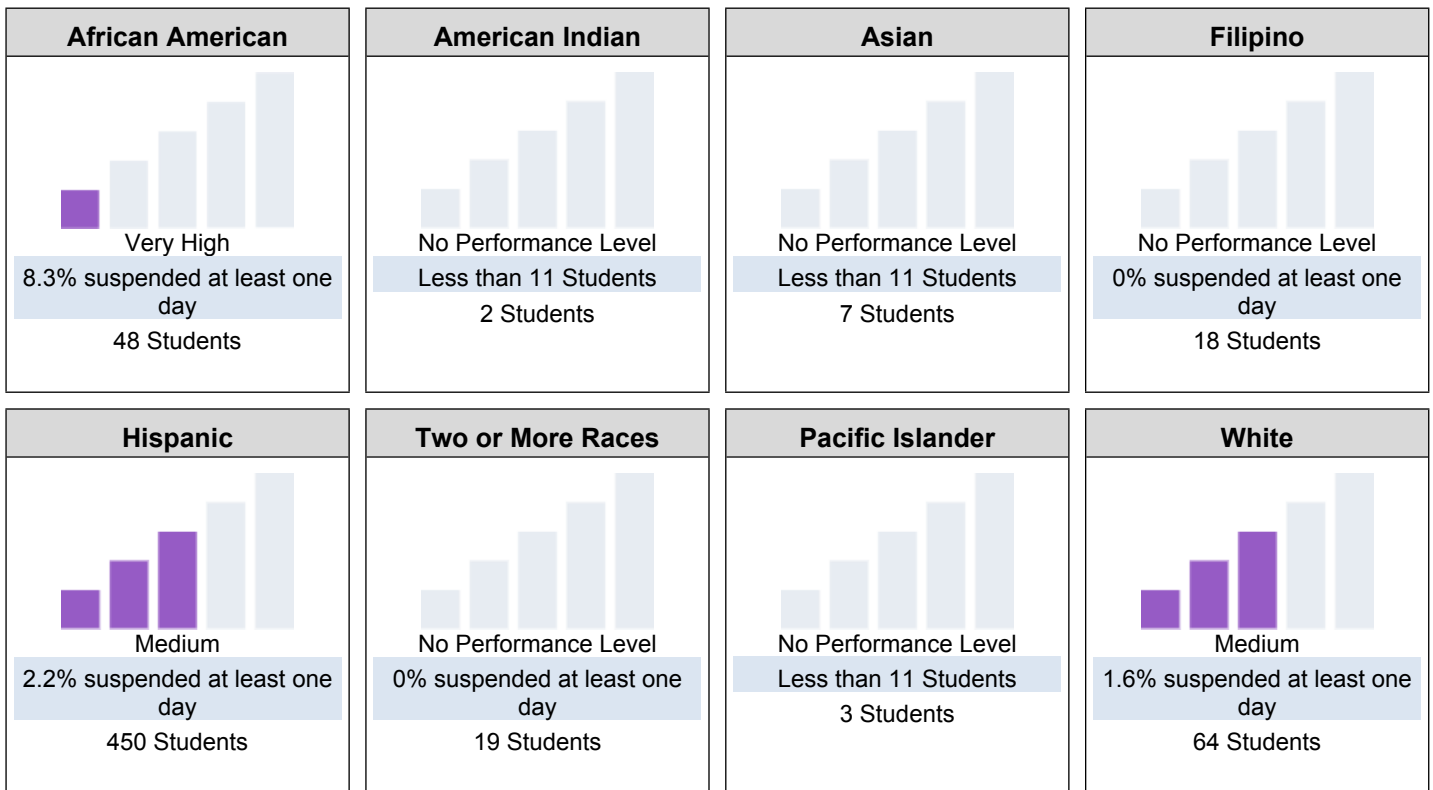 African American
Very High
8.3% suspended at least one
day
48 Students
American Indian
No Performance Level
Less than 11 Students
2 Students
Asian
No Performance Level
Less than 11 Students
7 Students
Filipino
No Performance Level
0% suspended at least one
day
18 Students
Hispanic
Medium
2.2% suspended at least one
day
450 Students
Two or More Races
No Performance Level
0% suspended at least one
day
19 Students
Pacific Islander
No Performance Level
Less than 11 Students
3 Students
White
Medium
1.6% suspended at least one
day
64 Students